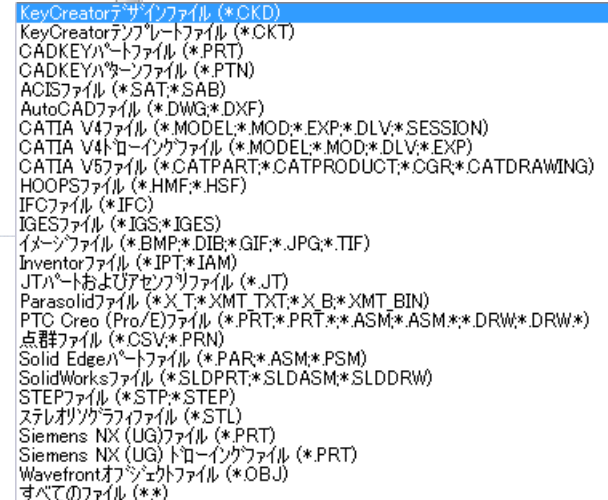 KeyCreatorデザインファイル (*.CKD)
KeyCreatorテンプレートファイル (*.CKT)
CADKEYパートファイル (*.PRT)
CADKEYパターンファイル (*.PTN)
ACISファイル (*.SAT;*.SAB)
AutoCADファイル (*.DWG;*.DXF)
CATIA V4ファイル (*.MODEL;*.MOD;*.EXP;*.DLV;*.SESSION)
CATIA V4ドローイングファイル (*.MODEL;*.MOD;*.DLV;*.EXP)
CATIA V5ファイル (*.CATPART;*.CATPRODUCT;*.CGR;*.CATDRAWING)
HOOPSファイル (*.HMF;*.HSF)
IFCファイル (*.IFC)
IGESファイル (*.IGS;*.IGES)
イメージファイル (*.BMP;*.DIB;*.GIF;*.JPG;*.TIF)
Inventorファイル (*.IPT;*.IAM)
JTパートおよびアセンブリファイル (*.JT)
Parasolidファイル (*.X_T;*.XMT_TXT;*.X_B;*.XMT_BIN)
PTC Creo (Pro/E)ファイル (*.PRT;*.PRT.*;*.ASM;*.ASM.*;*.DRW;*.DRW.*)
点群ファイル (*.CSV;*.PRN)
Solid Edgeパートファイル (*.PAR;*.ASM;*.PSM)
SolidWorksファイル (*.SLDPRT;*.SLDASM;*.SLDDRW)
STEPファイル (*.STP;*.STEP)
ステレオリソグラフィファイル (*.STL)
Siemens NX (UG)ファイル (*.PRT)
Siemens NX (UG) ドローイングファイル (*.PRT)
Wavefrontオブジェクトファイル (*.OBJ)
すべてのファイル (*.*)